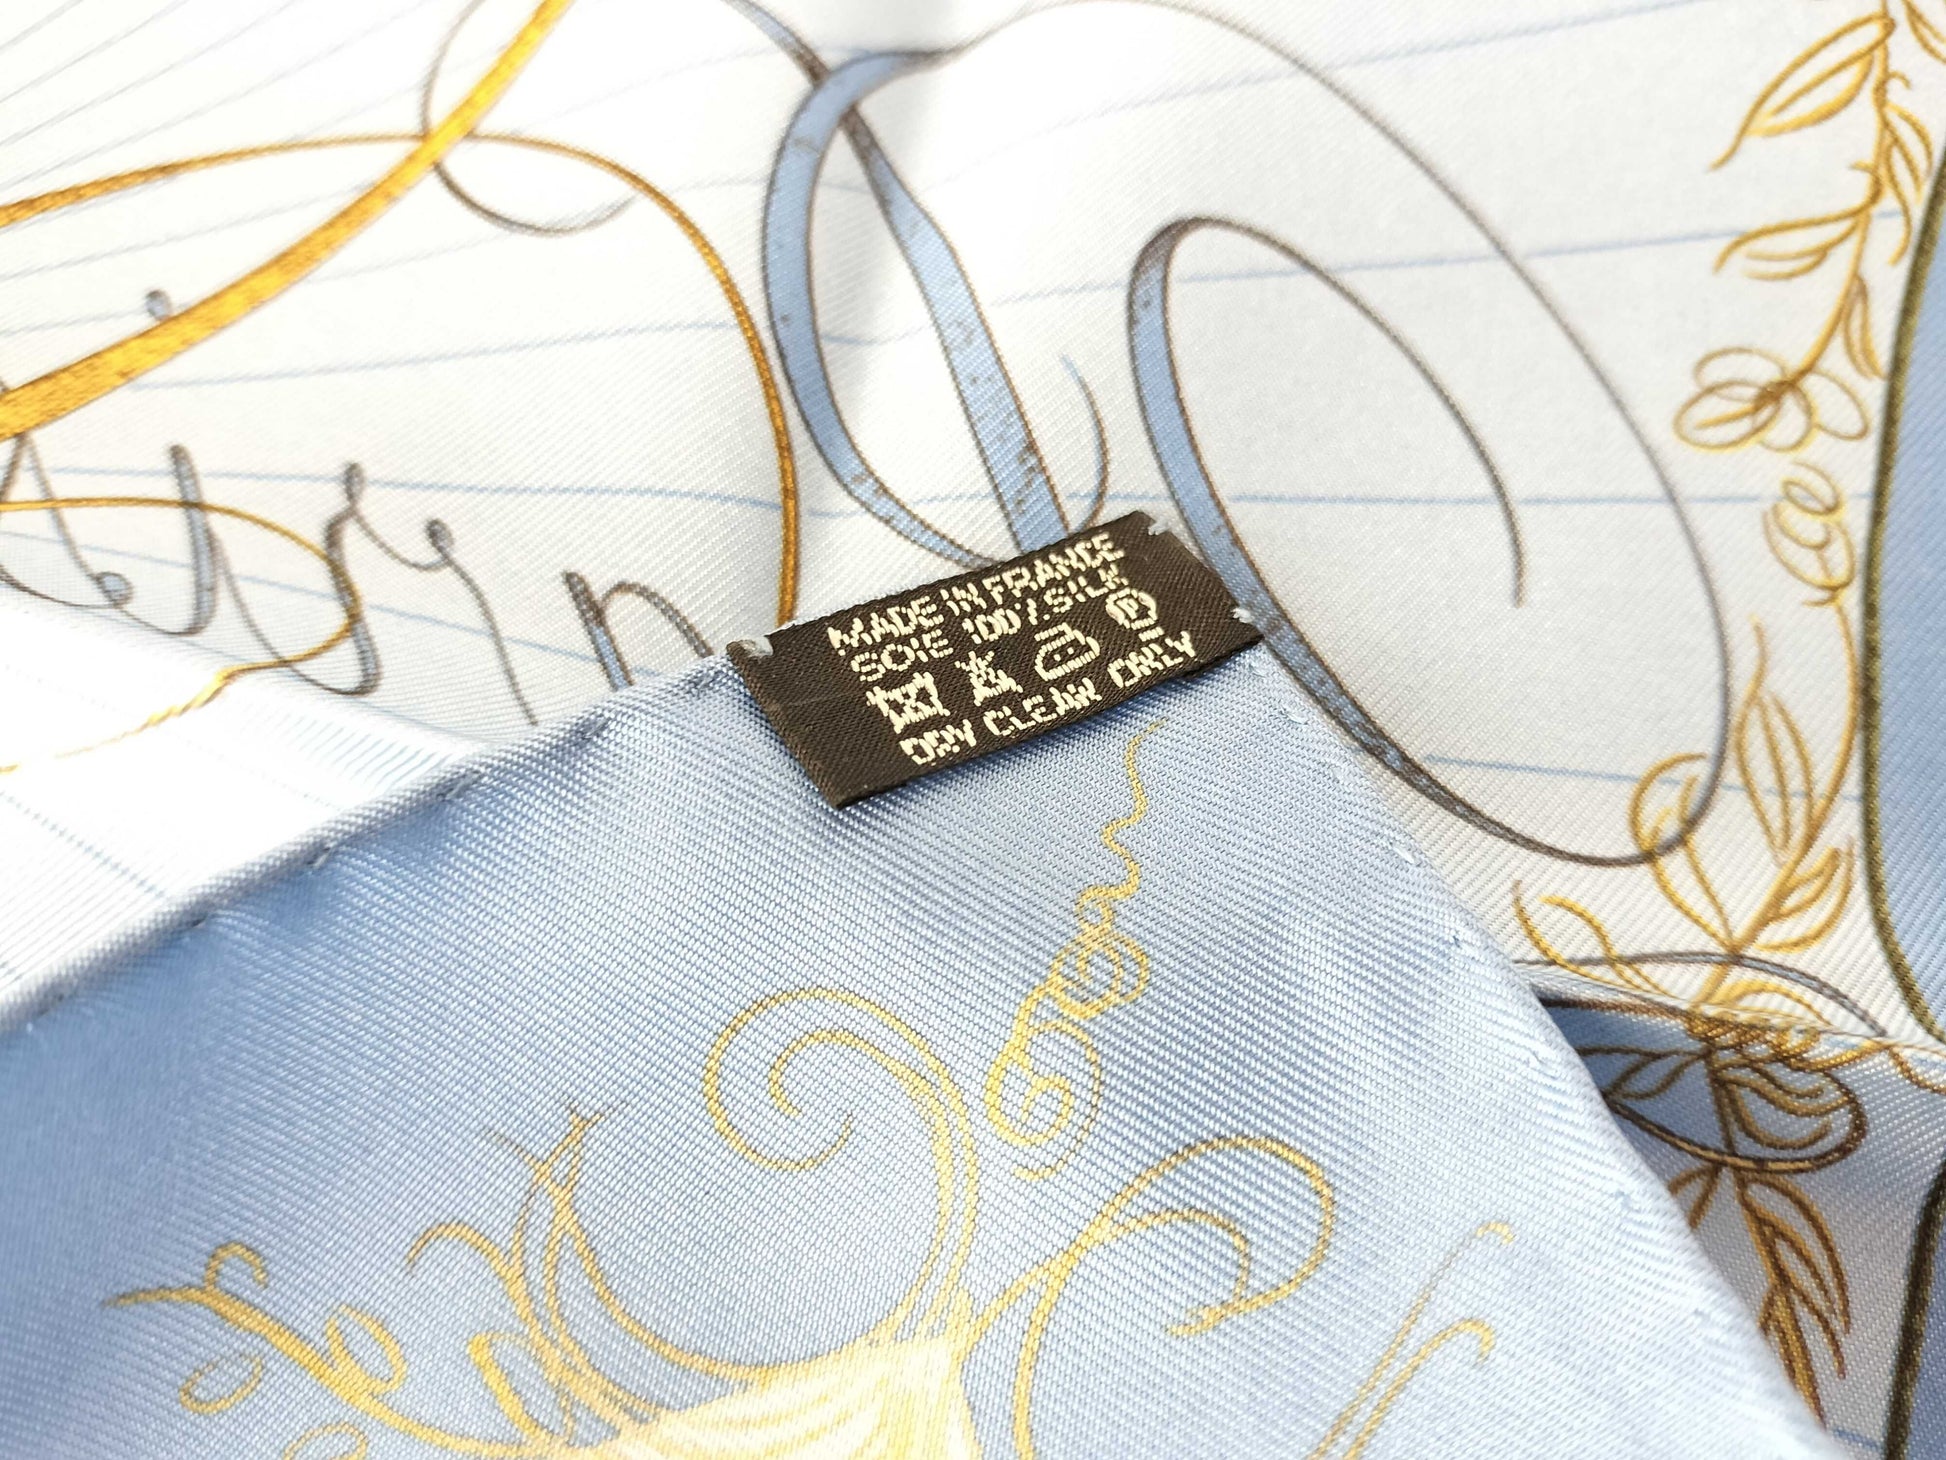 MADE IN FRANCE
SOIE 100% SILK
P
DRY CLEAN ONLY